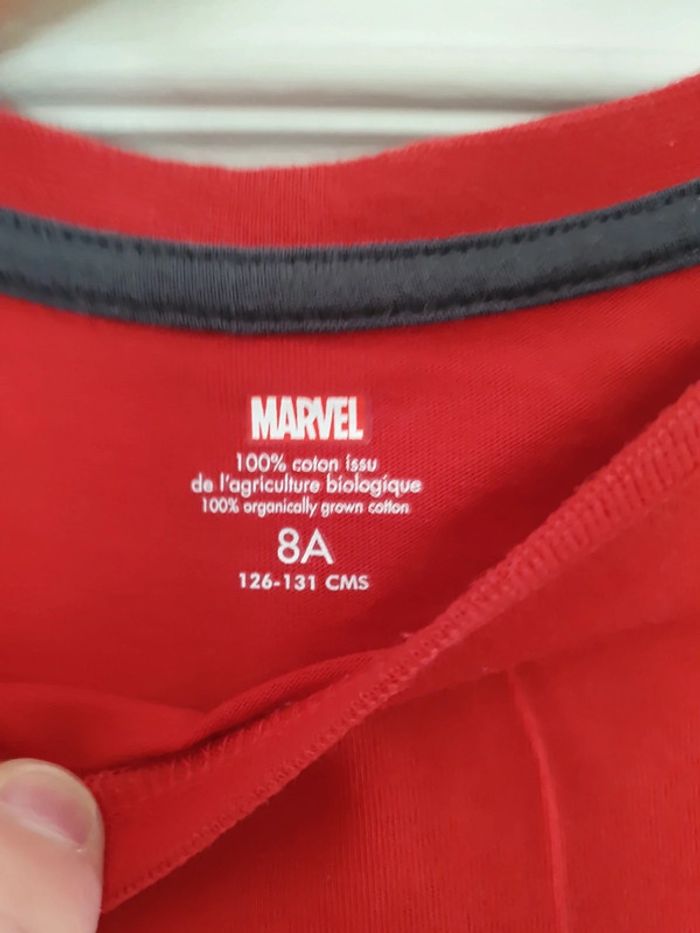 MARVEL
100% coton issu
de l'agriculture biologique
100% organically grown cotton
8A
126-131 CMS